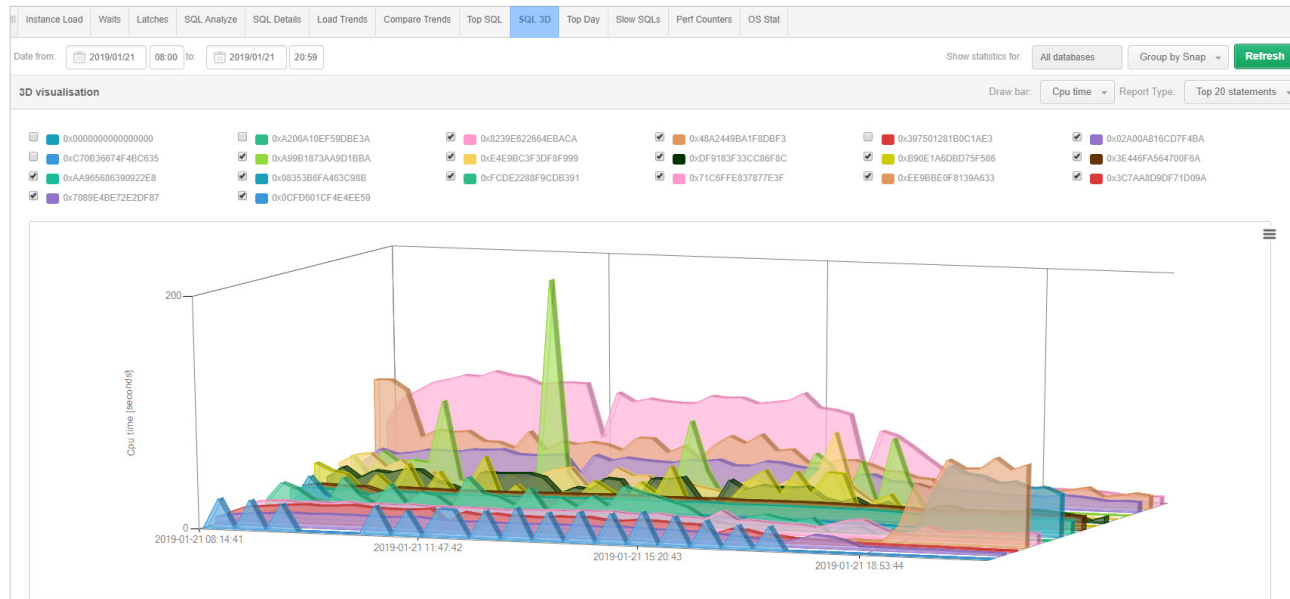 Instance Load Waits Latches SQL Analyze SQL Details Load Trends Compare Trends Top SQL SQL 3D Top Day Slow SQLs Perf Counters OS Stat
Date from: 2019/01/21 08:00 to: 2019/01/21 20:59 Show statistics for: All databases Group by Snap Refresh
3D visualisation Draw bar: Cpu time Report Type: Top 20 statements
0x0000000000000000 0xA206A10EF59DBE3A 0x8239E622664EBACA 0x48A2449BA1F8DBF3 0x397501281B0C1AE3 0x02A00A816CD7F4BA
0xC70B36674F4BC635 0xA99B1873AA9D1BBA 0xE4E9BC3F3DF8F999 0xDF9183F33CC86F8C 0xB90E1A6DBD75F586 0x3E446FA564700F6A
0xAA965686390922E8 0x08353B6FA463C98B 0xFCDE2288F9CDB391 0x71C6FFE837877E3F 0xEE9BBE0F8139A633 0x3C7AA8D9DF71D09A
0x7089E4BE72E2DF87 0x0CFD601CF4E4EE59
200
Cpu time [seconds]
0
2019-01-21 08:14:41
2019-01-21 11:47:42
2019-01-21 15:20:43
2019-01-21 18:53:44